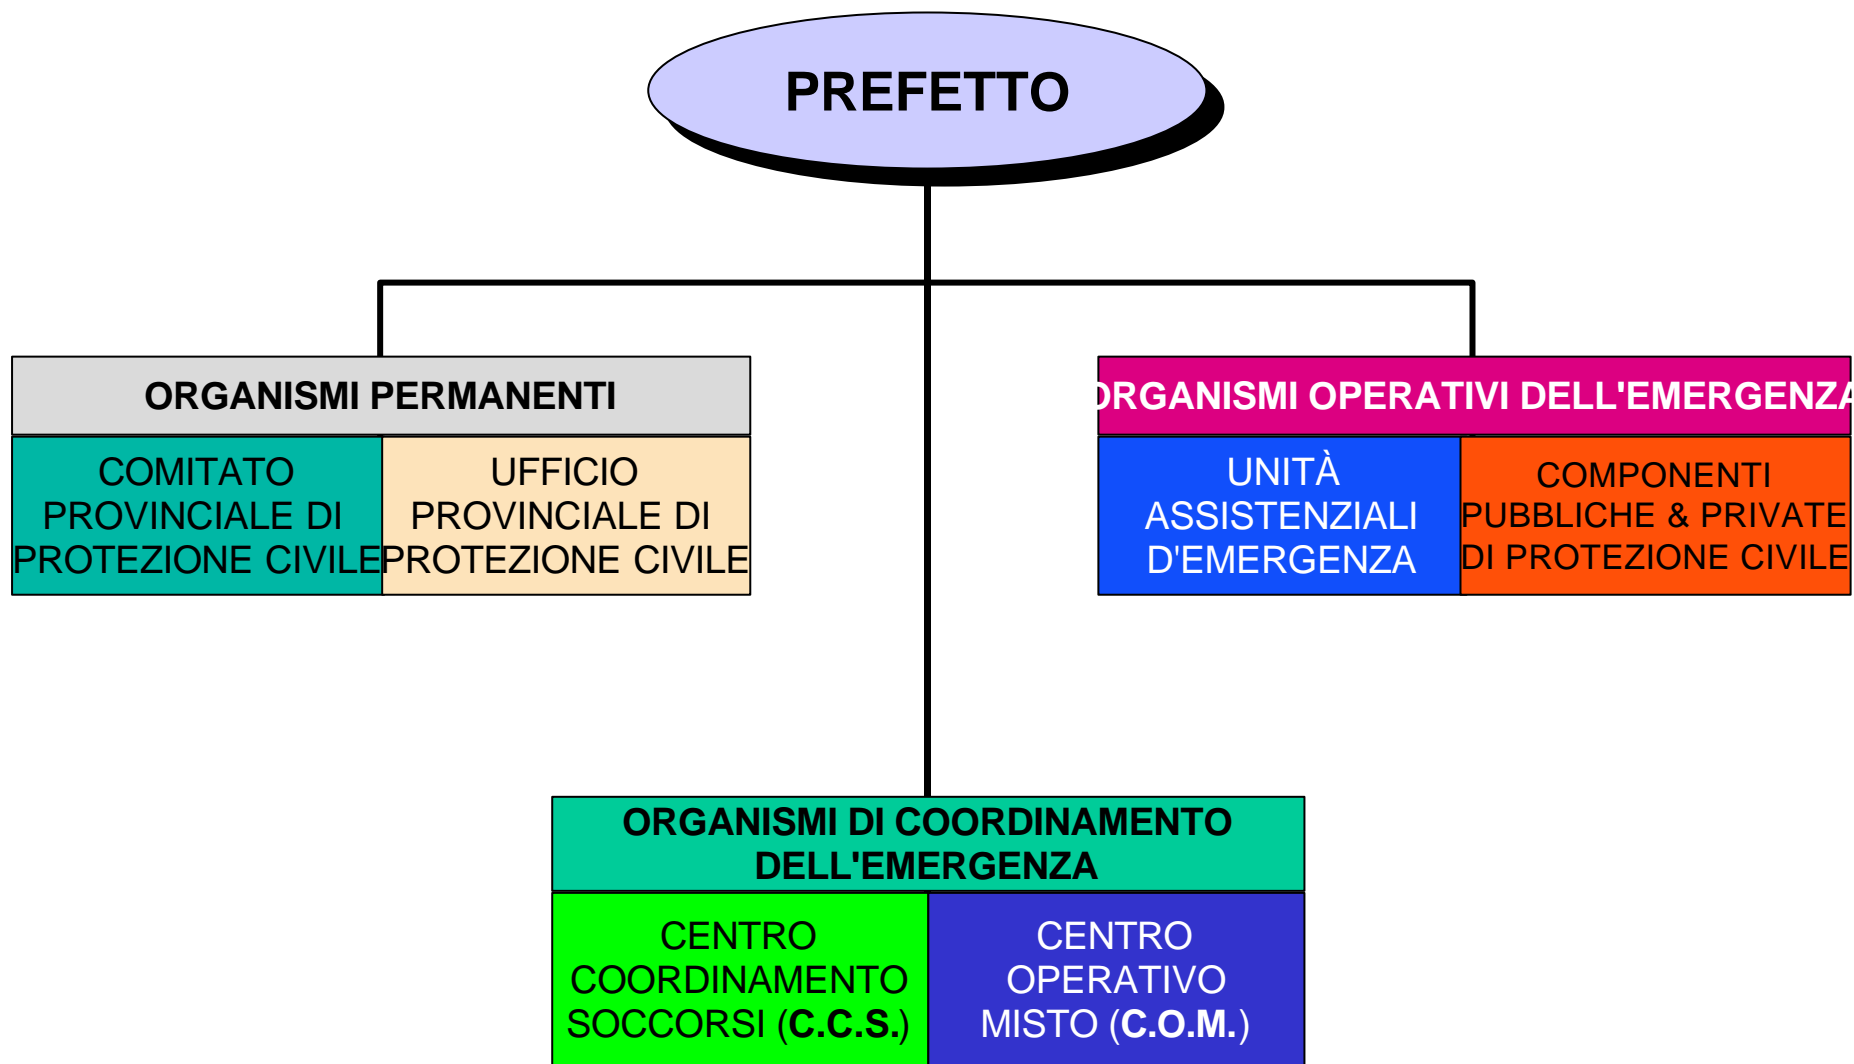 PREFETTO
ORGANISMI PERMANENTI
COMITATO
PROVINCIALE DI
PROTEZIONE CIVILE
UFFICIO
PROVINCIALE DI
PROTEZIONE CIVILE
ORGANISMI OPERATIVI DELL'EMERGENZA
UNITÀ
ASSISTENZIALI
D'EMERGENZA
COMPONENTI
PUBBLICHE & PRIVATE
DI PROTEZIONE CIVILE
ORGANISMI DI COORDINAMENTO
DELL'EMERGENZA
CENTRO
COORDINAMENTO
SOCCORSI (C.C.S.)
CENTRO
OPERATIVO
MISTO (C.O.M.)